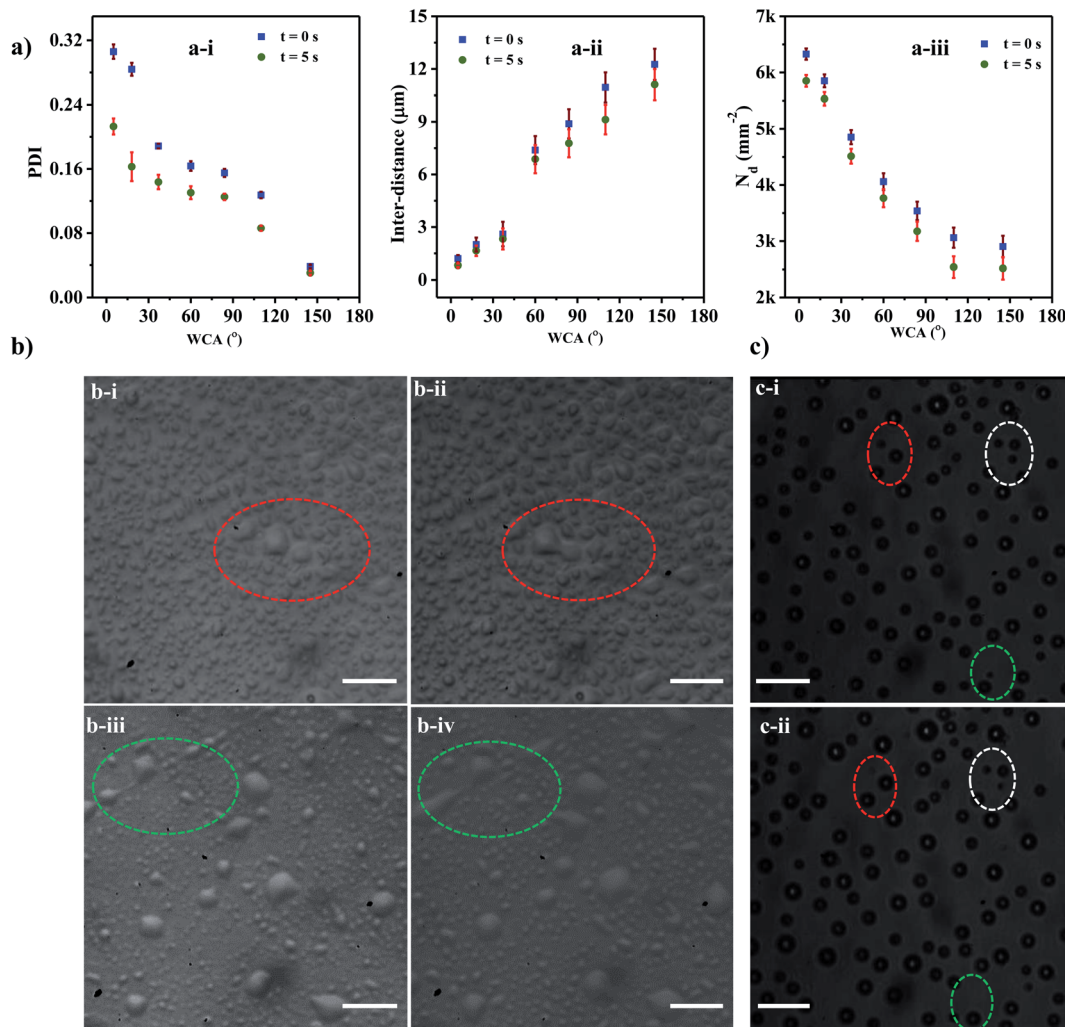 a)
a-i
t = 0 s
t = 5 s
PDI
0.32
0.24
0.16
0.08
0.00
0 30 60 90 120 150 180
WCA (°)
a-ii
t = 0 s
t = 5 s
Inter-distance (μm)
15
12
9
6
3
0
0 30 60 90 120 150 180
WCA (°)
a-iii
t = 0 s
t = 5 s
N_d (mm⁻²)
7k
6k
5k
4k
3k
2k
0 30 60 90 120 150 180
WCA (°)
b)
b-i
b-ii
b-iii
b-iv
c)
c-i
c-ii